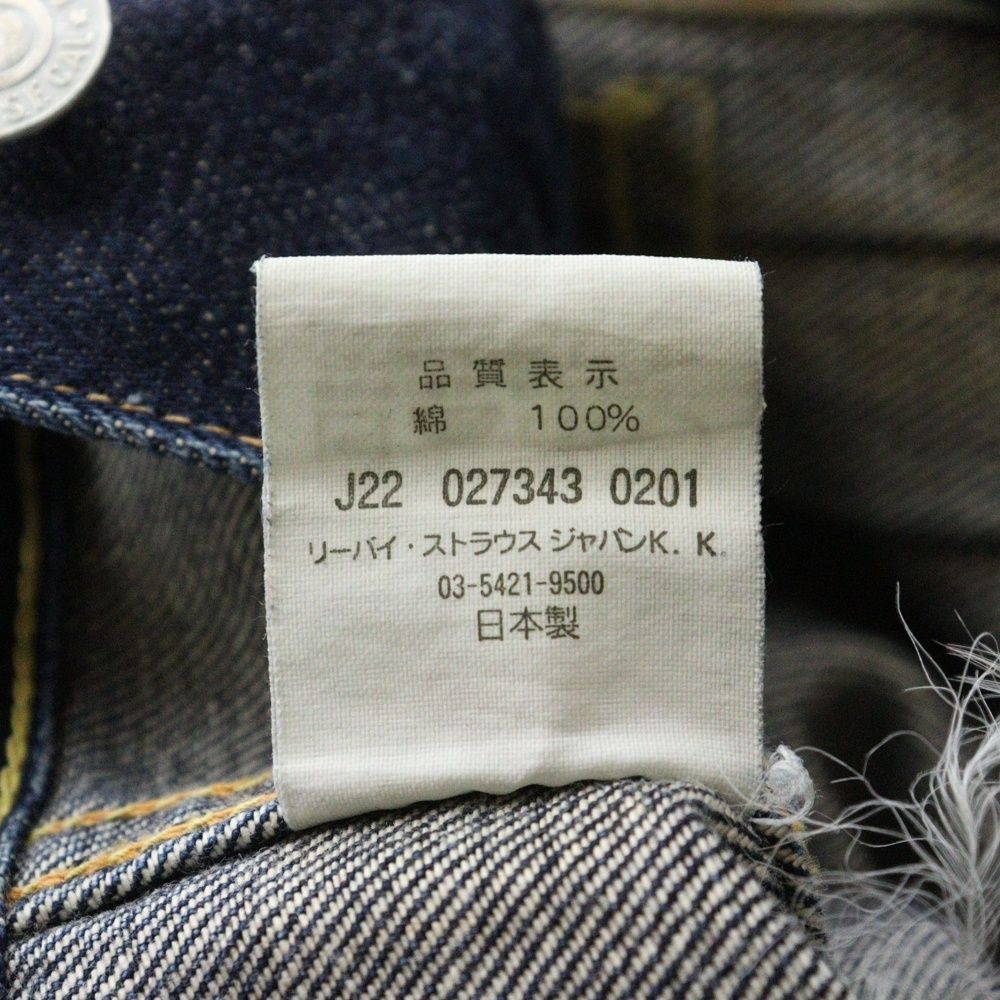 S.F.CAL
品質表示
綿 100%
J22 027343 0201
リーバイ・ストラウス ジャパンK.K.
03-5421-9500
日本製